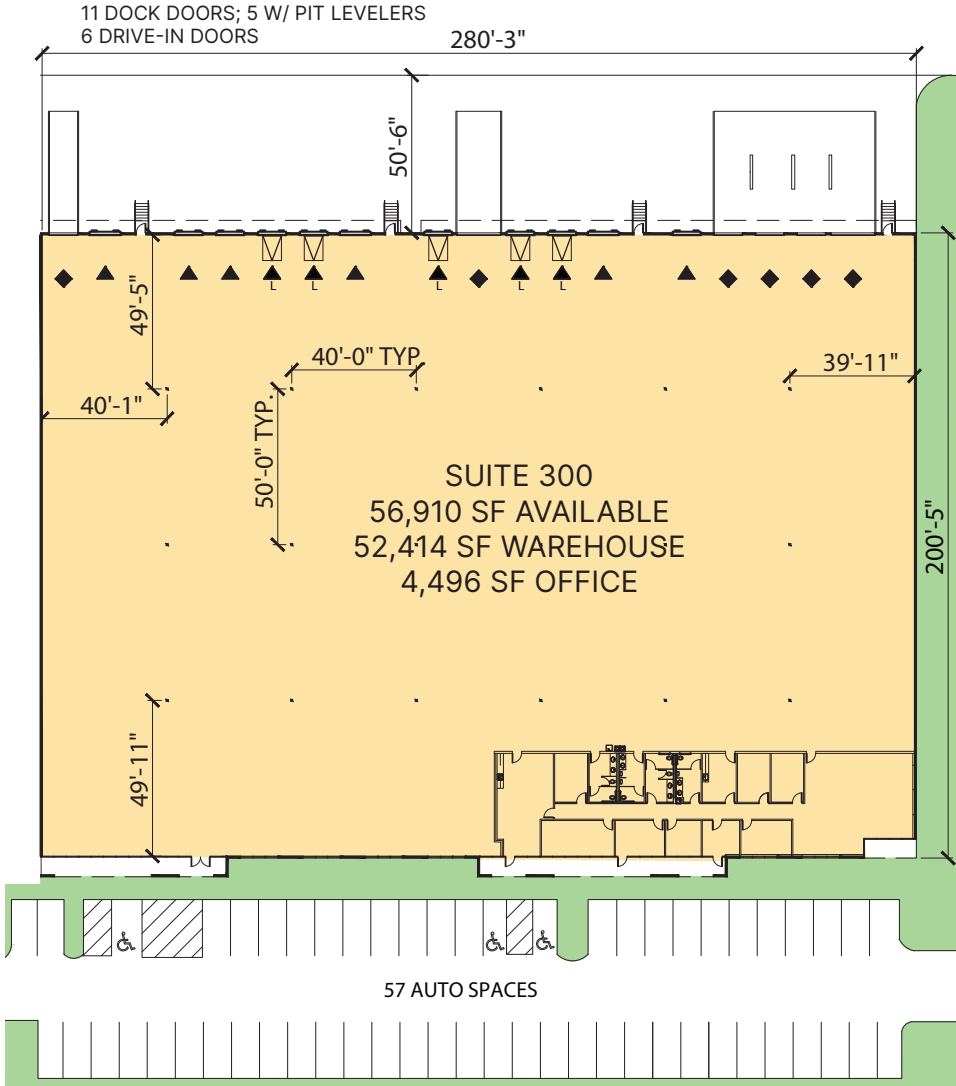 11 DOCK DOORS; 5 W/ PIT LEVELERS
6 DRIVE-IN DOORS
280'-3"
50'-6"
L
L
L
L
L
49'-5"
40'-0" TYP.
39'-11"
40'-1"
50'-0" TYP.
SUITE 300
56,910 SF AVAILABLE
52,414 SF WAREHOUSE
4,496 SF OFFICE
200'-5"
49'-11"
57 AUTO SPACES